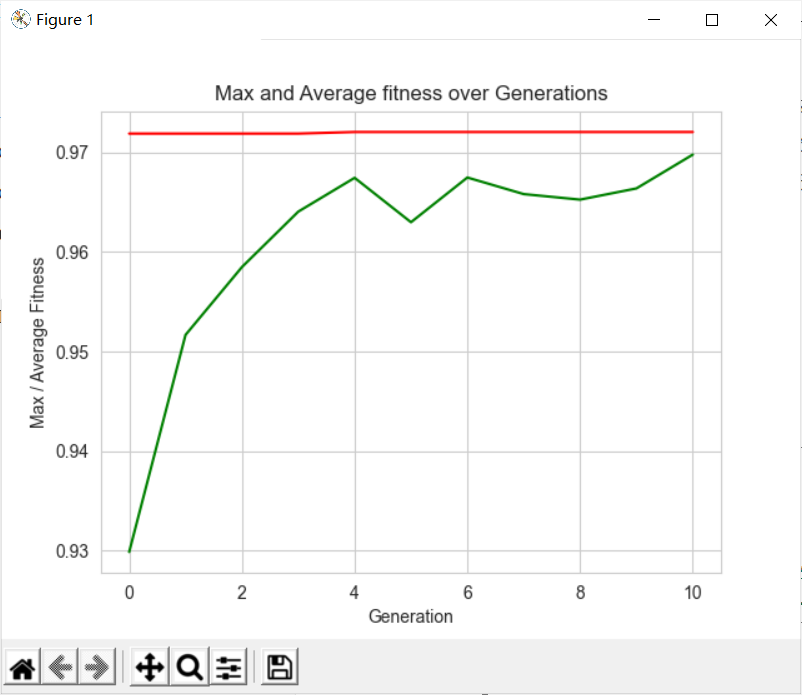 Figure 1
Max and Average fitness over Generations
0.97
0.96
0.95
0.94
0.93
Max / Average Fitness
0 2 4 6 8 10
Generation